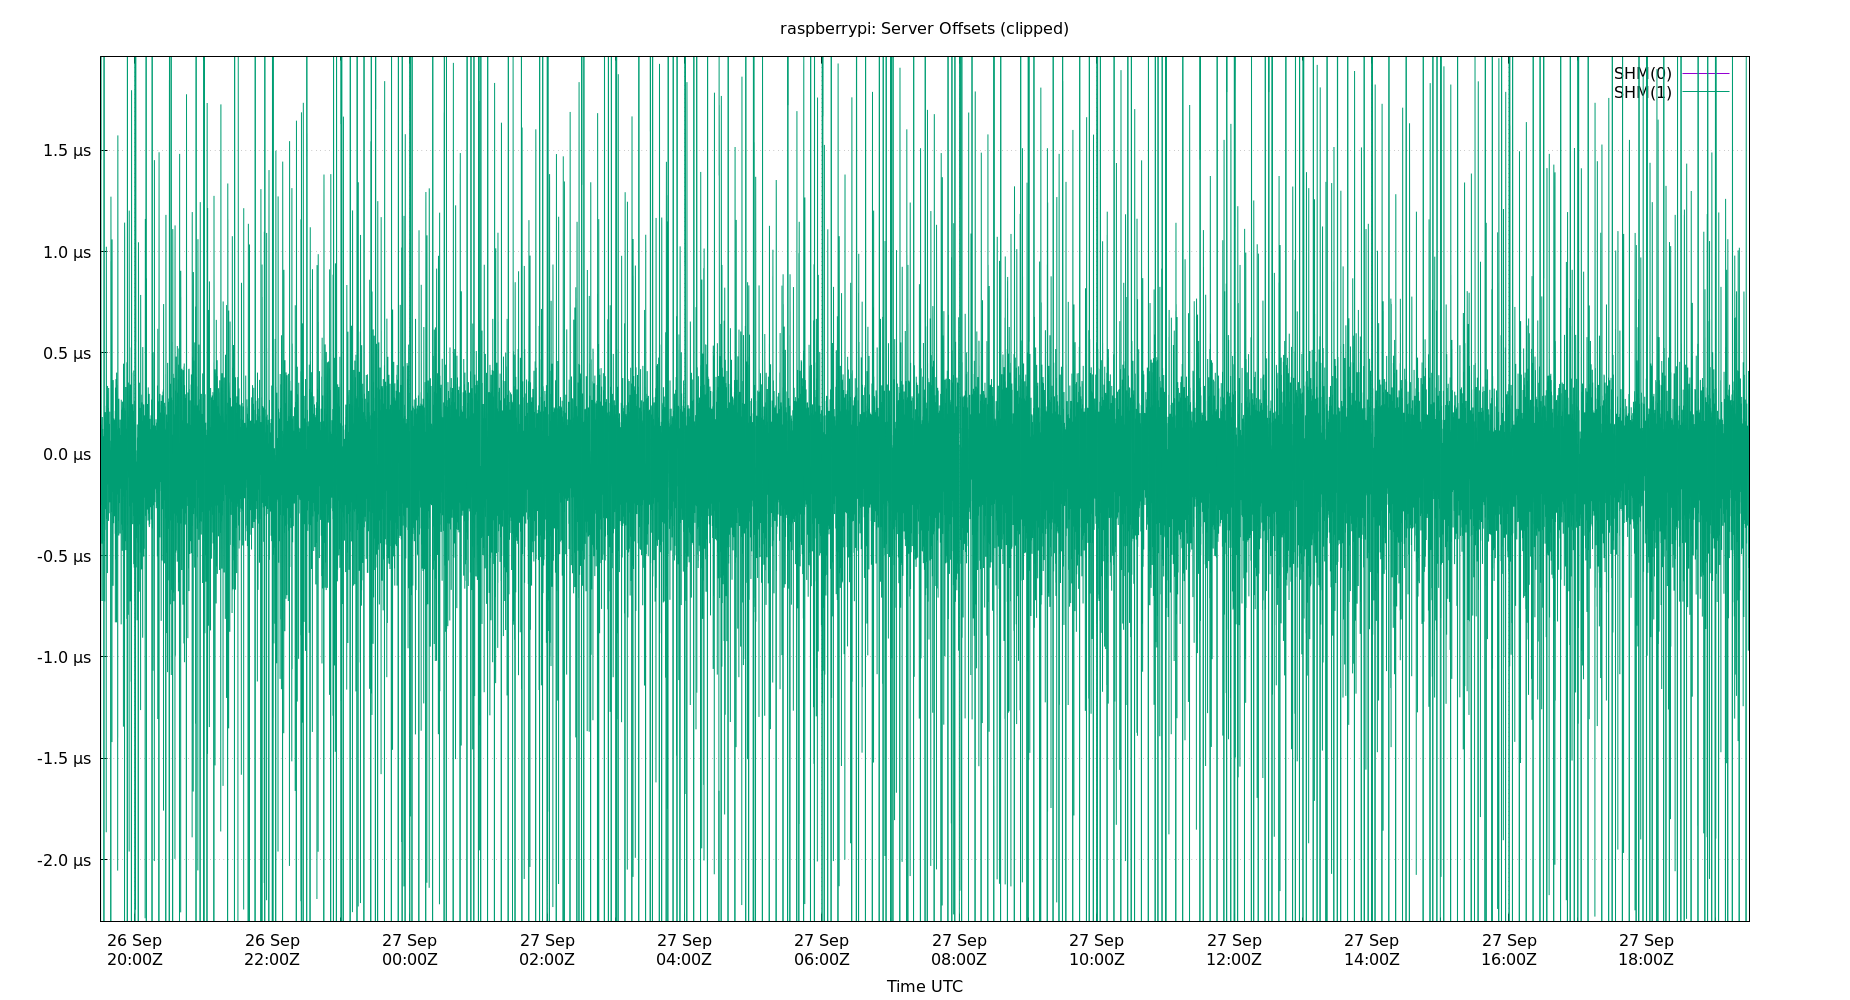 raspberrypi: Server Offsets (clipped)
SHM(0)
SHM(1)
1.5 µs
1.0 µs
0.5 µs
0.0 µs
-0.5 µs
-1.0 µs
-1.5 µs
-2.0 µs
26 Sep 26 Sep 27 Sep 27 Sep 27 Sep 27 Sep 27 Sep 27 Sep 27 Sep 27 Sep 27 Sep 27 Sep
20:00Z 22:00Z 00:00Z 02:00Z 04:00Z 06:00Z 08:00Z 10:00Z 12:00Z 14:00Z 16:00Z 18:00Z
Time UTC